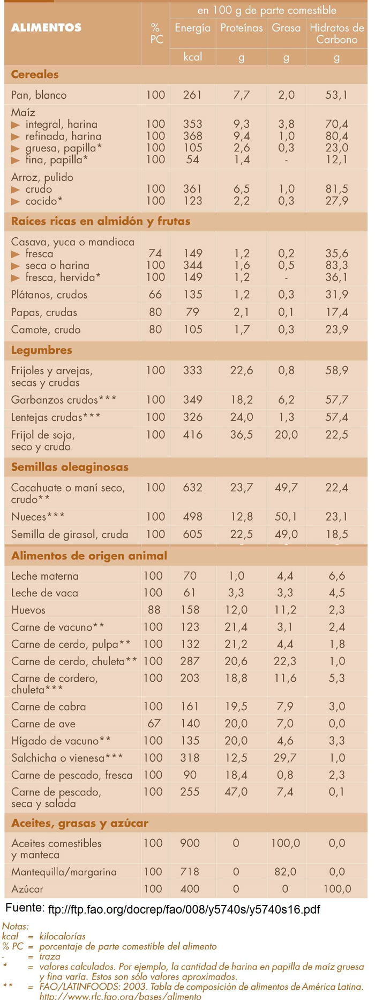 en 100 g de parte comestible
ALIMENTOS % PC Energía Proteínas Grasa Hidratos de Carbono
kcal g g g
Cereales
Pan, blanco 100 261 7,7 2,0 53,1
Maíz
► integral, harina 100 353 9,3 3,8 70,4
► refinada, harina 100 368 9,4 1,0 80,4
► gruesa, papilla* 100 105 2,6 0,3 23,0
► fina, papilla* 100 54 1,4 - 12,1
Arroz, pulido
► crudo 100 361 6,5 1,0 81,5
► cocido* 100 123 2,2 0,3 27,9
Raíces ricas en almidón y frutas
Casava, yuca o mandioca
► fresca 74 149 1,2 0,2 35,6
► seca o harina 100 344 1,6 0,5 83,3
► fresca, hervida* 100 149 1,2 - 36,1
Plátanos, crudos 66 135 1,2 0,3 31,9
Papas, crudas 80 79 2,1 0,1 17,4
Camote, crudo 80 105 1,7 0,3 23,9
Legumbres
Frijoles y arvejas, 100 333 22,6 0,8 58,9
secas y crudas
Garbanzos crudos*** 100 349 18,2 6,2 57,7
Lentejas crudas*** 100 326 24,0 1,3 57,4
Frijol de soja, 100 416 36,5 20,0 22,5
seco y crudo
Semillas oleaginosas
Cacahuate o maní seco, 100 632 23,7 49,7 22,4
crudo**
Nueces*** 100 498 12,8 50,1 23,1
Semilla de girasol, cruda 100 605 22,5 49,0 18,5
Alimentos de origen animal
Leche materna 100 70 1,0 4,4 6,6
Leche de vaca 100 61 3,3 3,3 4,5
Huevos 88 158 12,0 11,2 2,3
Carne de vacuno** 100 123 21,4 3,1 2,4
Carne de cerdo, pulpa** 100 132 21,2 4,4 1,8
Carne de cerdo, chuleta** 100 287 20,6 22,3 1,0
Carne de cordero, 100 203 18,8 11,6 5,3
chuleta***
Carne de cabra 100 161 19,5 7,9 3,0
Carne de ave 67 140 20,0 7,0 0,0
Hígado de vacuno** 100 135 20,0 4,6 3,3
Salchicha o vienesa*** 100 318 12,5 29,7 1,0
Carne de pescado, fresca 100 90 18,4 0,8 2,3
Carne de pescado, 100 255 47,0 7,4 0,1
seca y salada
Aceites, grasas y azúcar
Aceites comestibles 100 900 0 100,0 0,0
y manteca
Mantequilla/margarina 100 718 0 82,0 0,0
Azúcar 100 400 0 0 100,0
Fuente: ftp://ftp.fao.org/docrep/fao/008/y5740s/y5740s16.pdf
Notas:
kcal = kilocalorías
% PC = porcentaje de parte comestible del alimento
- = traza
* = valores calculados. Por ejemplo, la cantidad de harina en papilla de maíz gruesa
y fina varía. Estos son sólo valores aproximados.
** = FAO/LATINFOODS: 2003. Tabla de composición de alimentos de América Latina.
http://www.rlc.fao.org/bases/alimento